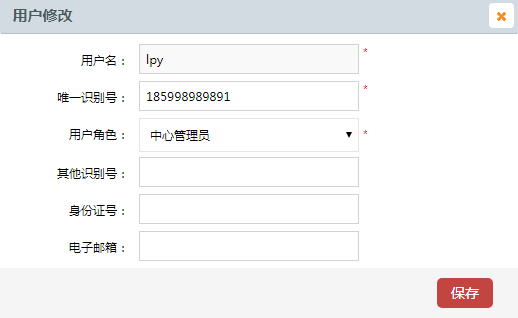 用户修改
用户名： lpy *
唯一识别号： 185998989891 *
用户角色： 中心管理员 *
其他识别号：
身份证号：
电子邮箱：
保存